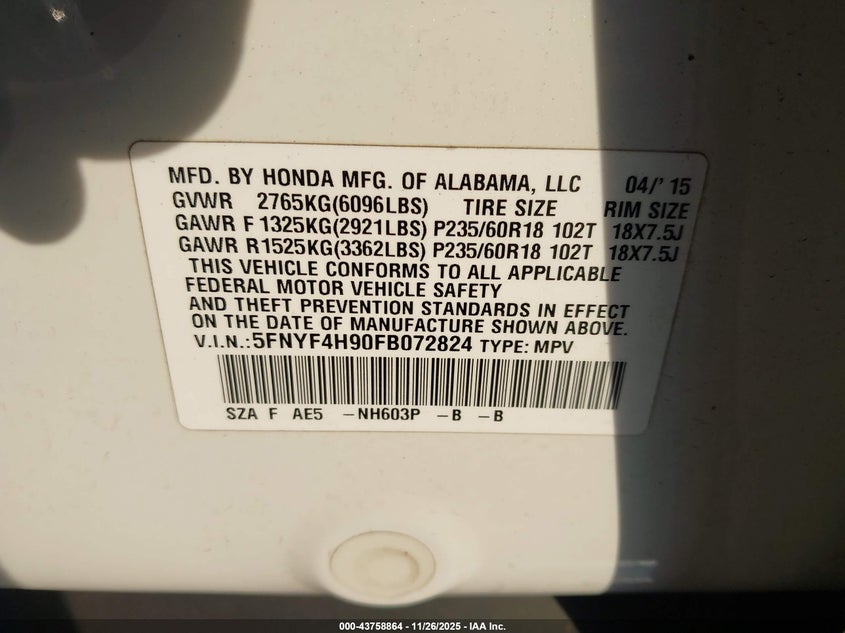 MFD. BY HONDA MFG. OF ALABAMA, LLC 04/' 15
GVWR 2765KG(6096LBS) TIRE SIZE RIM SIZE
GAWR F 1325KG(2921LBS) P235/60R18 102T 18X7.5J
GAWR R1525KG(3362LBS) P235/60R18 102T 18X7.5J
THIS VEHICLE CONFORMS TO ALL APPLICABLE
FEDERAL MOTOR VEHICLE SAFETY
AND THEFT PREVENTION STANDARDS IN EFFECT
ON THE DATE OF MANUFACTURE SHOWN ABOVE.
V.I.N.:5FNYF4H90FB072824 TYPE: MPV
SZA F AE5 -NH603P -B -B
000-43758864 - 11/26/2025 - IAA Inc.